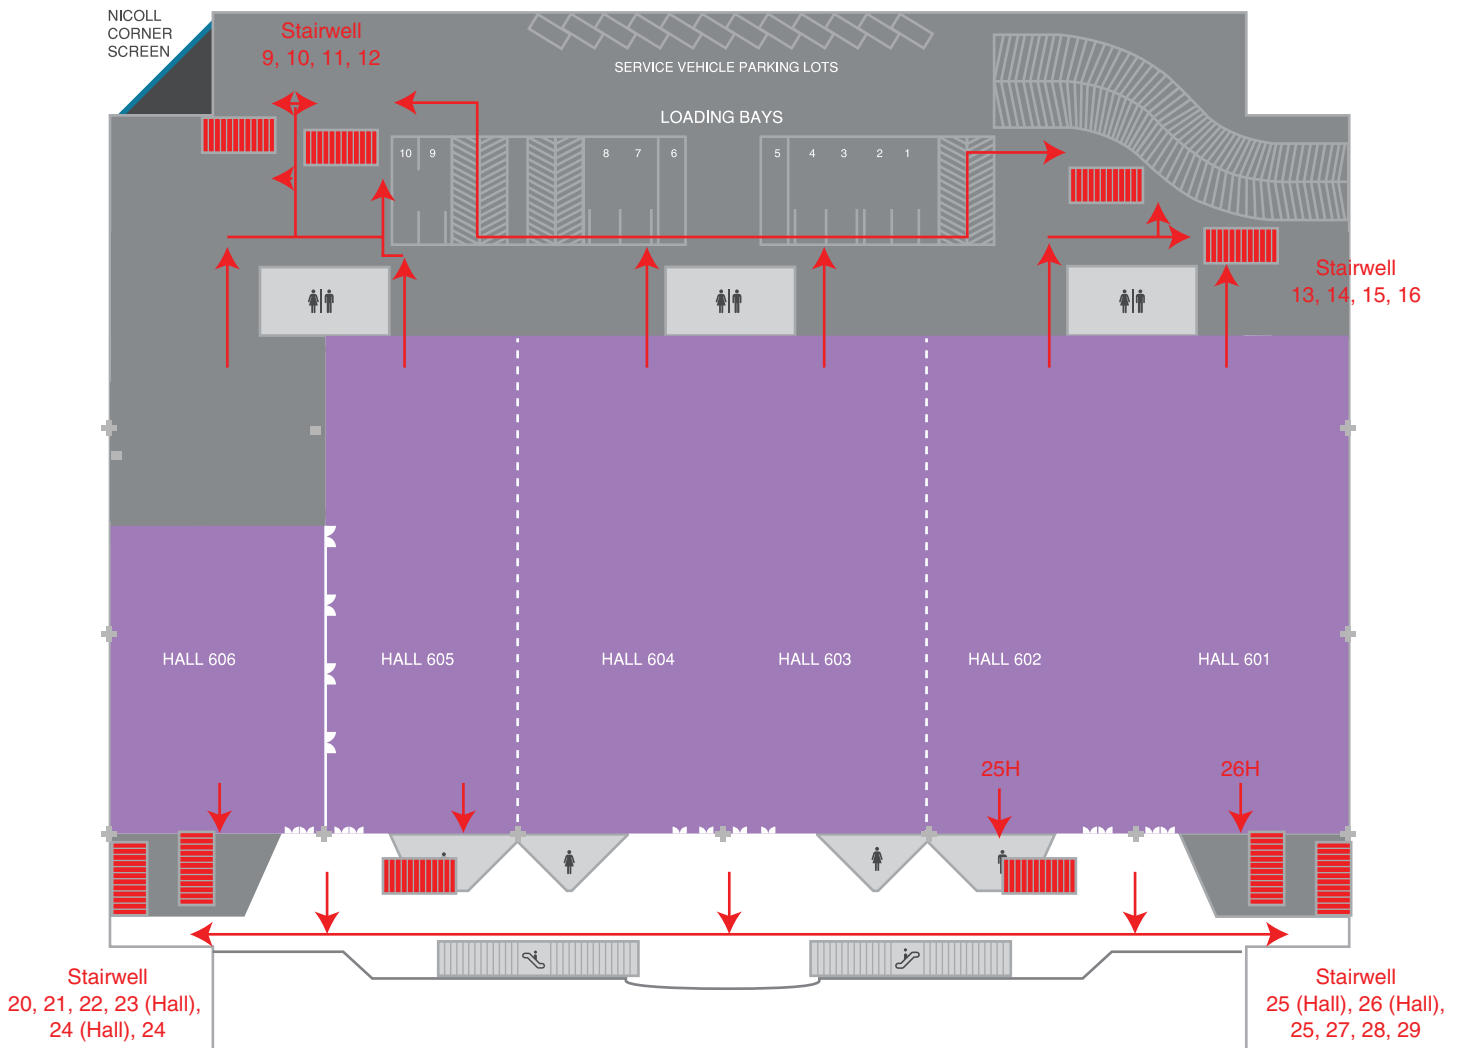 NICOLL
CORNER
SCREEN
Stairwell
9, 10, 11, 12
SERVICE VEHICLE PARKING LOTS
LOADING BAYS
10 9 8 7 6 5 4 3 2 1
Stairwell
13, 14, 15, 16
HALL 606 HALL 605 HALL 604 HALL 603 HALL 602 HALL 601
25H 26H
Stairwell
20, 21, 22, 23 (Hall),
24 (Hall), 24
Stairwell
25 (Hall), 26 (Hall),
25, 27, 28, 29